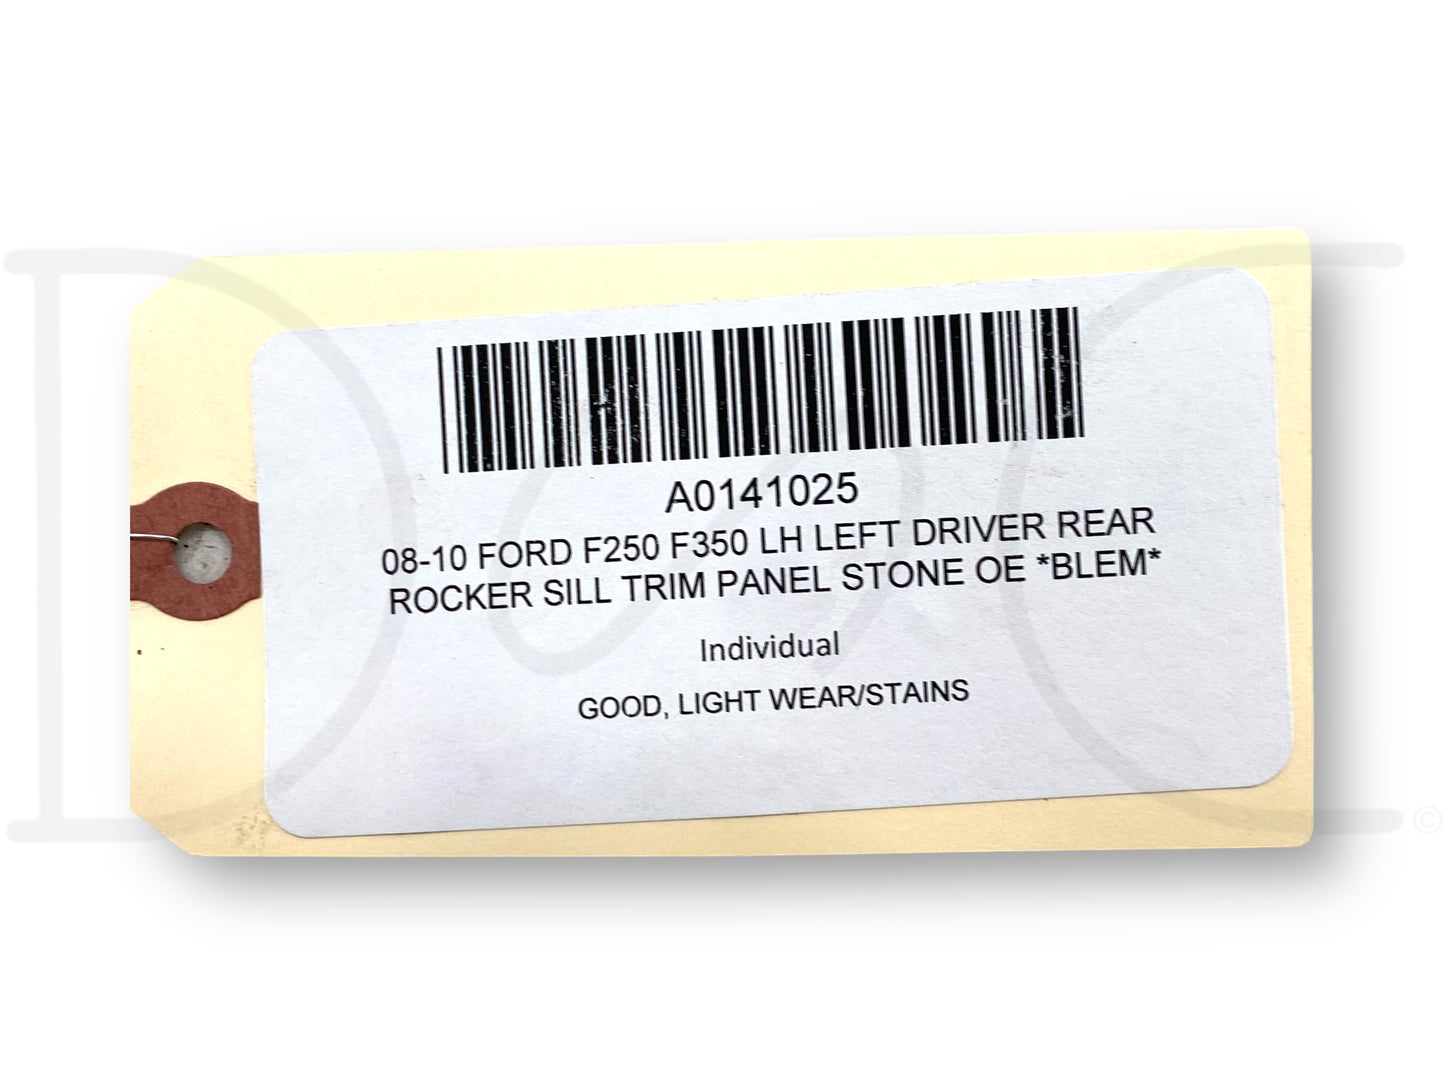 A0141025
08-10 FORD F250 F350 LH LEFT DRIVER REAR
ROCKER SILL TRIM PANEL STONE OE *BLEM*
Individual
GOOD, LIGHT WEAR/STAINS
©